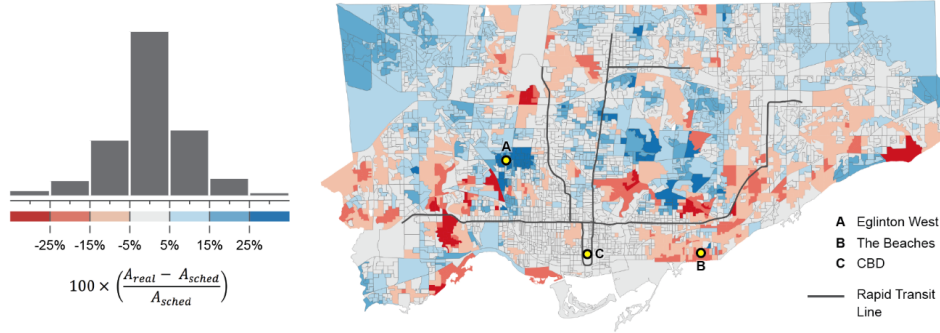 -25% -15% -5% 5% 15% 25%
100 × ( A_real − A_sched / A_sched )
A
C
B
A Eglinton West
B The Beaches
C CBD
Rapid Transit
Line